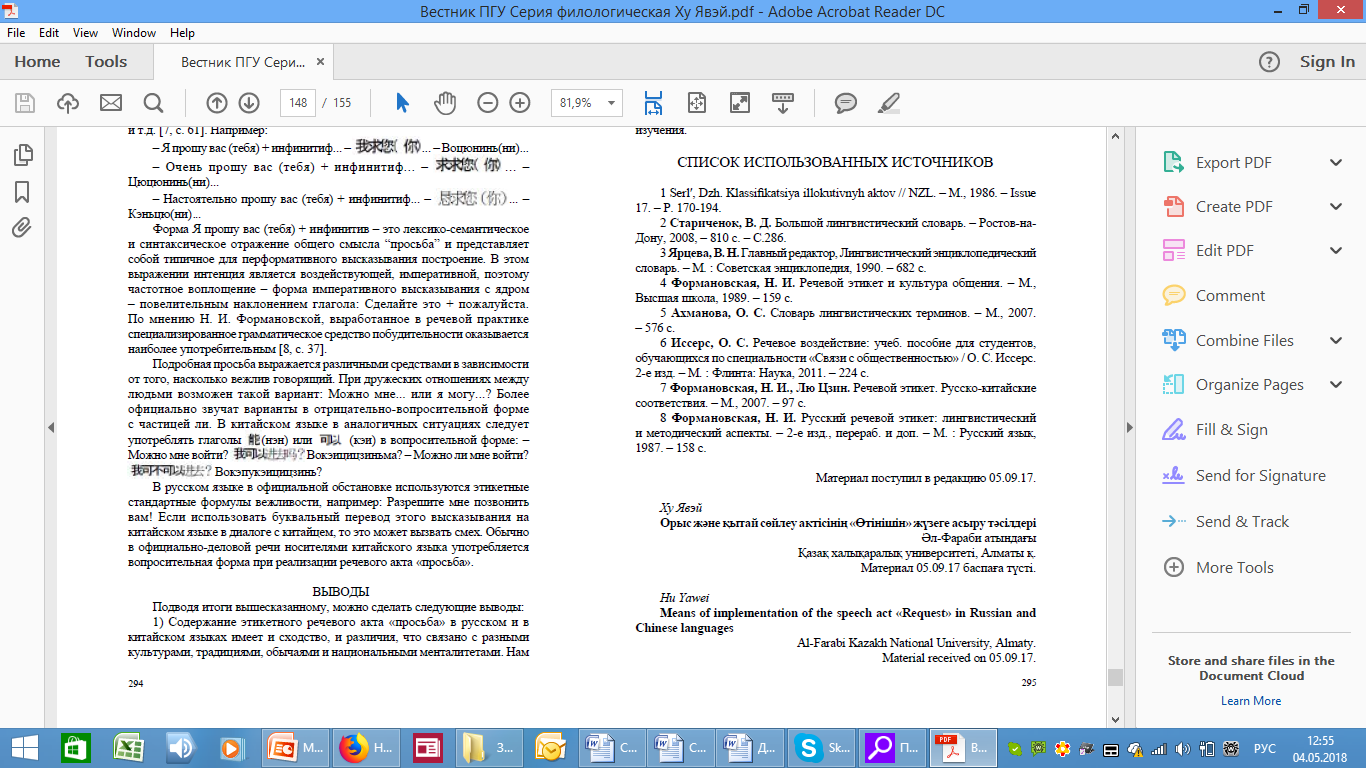 Вестник ПГУ Серия филологическая Ху Явэй.pdf - Adobe Acrobat Reader DC
File Edit View Window Help
Home Tools Вестник ПГУ Сери... × Sign In
148 / 155 81,9%
и т.д. [7, с. 61]. Например:
– Я прошу вас (тебя) + инфинитиф... – 我求您( 你)... – Воцюнинь(ни)...
– Очень прошу вас (тебя) + инфинитиф... – 求求您( 你) ... –
Цюцюнинь(ни)...
– Настоятельно прошу вас (тебя) + инфинитиф... – 恳求您 (你) ... –
Кэньцю(ни)...
Форма Я прошу вас (тебя) + инфинитив – это лексико-семантическое
и синтаксическое отражение общего смысла “просьба” и представляет
собой типичное для перформативного высказывания построение. В этом
выражении интенция является воздействующей, императивной, поэтому
частотное воплощение – форма императивного высказывания с ядром
– повелительным наклонением глагола: Сделайте это + пожалуйста.
По мнению Н. И. Формановской, выработанное в речевой практике
специализированное грамматическое средство побудительности оказывается
наиболее употребительным [8, с. 37].
Подробная просьба выражается различными средствами в зависимости
от того, насколько вежлив говорящий. При дружеских отношениях между
людьми возможен такой вариант: Можно мне... или я могу...? Более
официально звучат варианты в отрицательно-вопросительной форме
с частицей ли. В китайском языке в аналогичных ситуациях следует
употреблять глаголы 能(нэн) или 可以 (кэи) в вопросительной форме: –
Можно мне войти? 我可以进去吗? Вокэицицзиньма? – Можно ли мне войти?
我可不可以进去? Вокэпукэицицзинь?
В русском языке в официальной обстановке используются этикетные
стандартные формулы вежливости, например: Разрешите мне позвонить
вам! Если использовать буквальный перевод этого высказывания на
китайском языке в диалоге с китайцем, то это может вызвать смех. Обычно
в официально-деловой речи носителями китайского языка употребляется
вопросительная форма при реализации речевого акта «просьба».
ВЫВОДЫ
Подводя итоги вышесказанному, можно сделать следующие выводы:
1) Содержание этикетного речевого акта «просьба» в русском и в
китайском языках имеет и сходство, и различия, что связано с разными
культурами, традициями, обычаями и национальными менталитетами. Нам
294
изучения.
СПИСОК ИСПОЛЬЗОВАННЫХ ИСТОЧНИКОВ
1 Serl′, Dzh. Klassifikatsiya illokutivnyh aktov // NZL. – M., 1986. – Issue
17. – P. 170-194.
2 Стариченок, В. Д. Большой лингвистический словарь. – Ростов-на-
Дону, 2008, – 810 с. – С.286.
3 Ярцева, В. Н. Главный редактор, Лингвистический энциклопедический
словарь. – М. : Советская энциклопедия, 1990. – 682 с.
4 Формановская, Н. И. Речевой этикет и культура общения. – М.,
Высшая школа, 1989. – 159 с.
5 Ахманова, О. С. Словарь лингвистических терминов. – М., 2007.
– 576 с.
6 Иссерс, О. С. Речевое воздействие: учеб. пособие для студентов,
обучающихся по специальности «Связи с общественностью» / О. С. Иссерс.
2-е изд. – М. : Флинта: Наука, 2011. – 224 с.
7 Формановская, Н. И., Лю Цзин. Речевой этикет. Русско-китайские
соответствия. – М., 2007. – 97 с.
8 Формановская, Н. И. Русский речевой этикет: лингвистический
и методический аспекты. – 2-е изд., перераб. и доп. – М. : Русский язык,
1987. – 158 с.
Материал поступил в редакцию 05.09.17.
Ху Явэй
Орыс және қытай сөйлеу актісінің «Өтінішін» жүзеге асыру тәсілдері
Әл-Фараби атындағы
Қазақ халықаралық университеті, Алматы қ.
Материал 05.09.17 баспаға түсті.
Hu Yawei
Means of implementation of the speech act «Request» in Russian and
Chinese languages
Al-Farabi Kazakh National University, Almaty.
Material received on 05.09.17.
295
Export PDF
Create PDF
Edit PDF
Comment
Combine Files
Organize Pages
Fill & Sign
Send for Signature
Send & Track
More Tools
Store and share files in the
Document Cloud
Learn More
М... Н... З... С... С... Д... Sk... П... В... РУС 12:55
04.05.2018